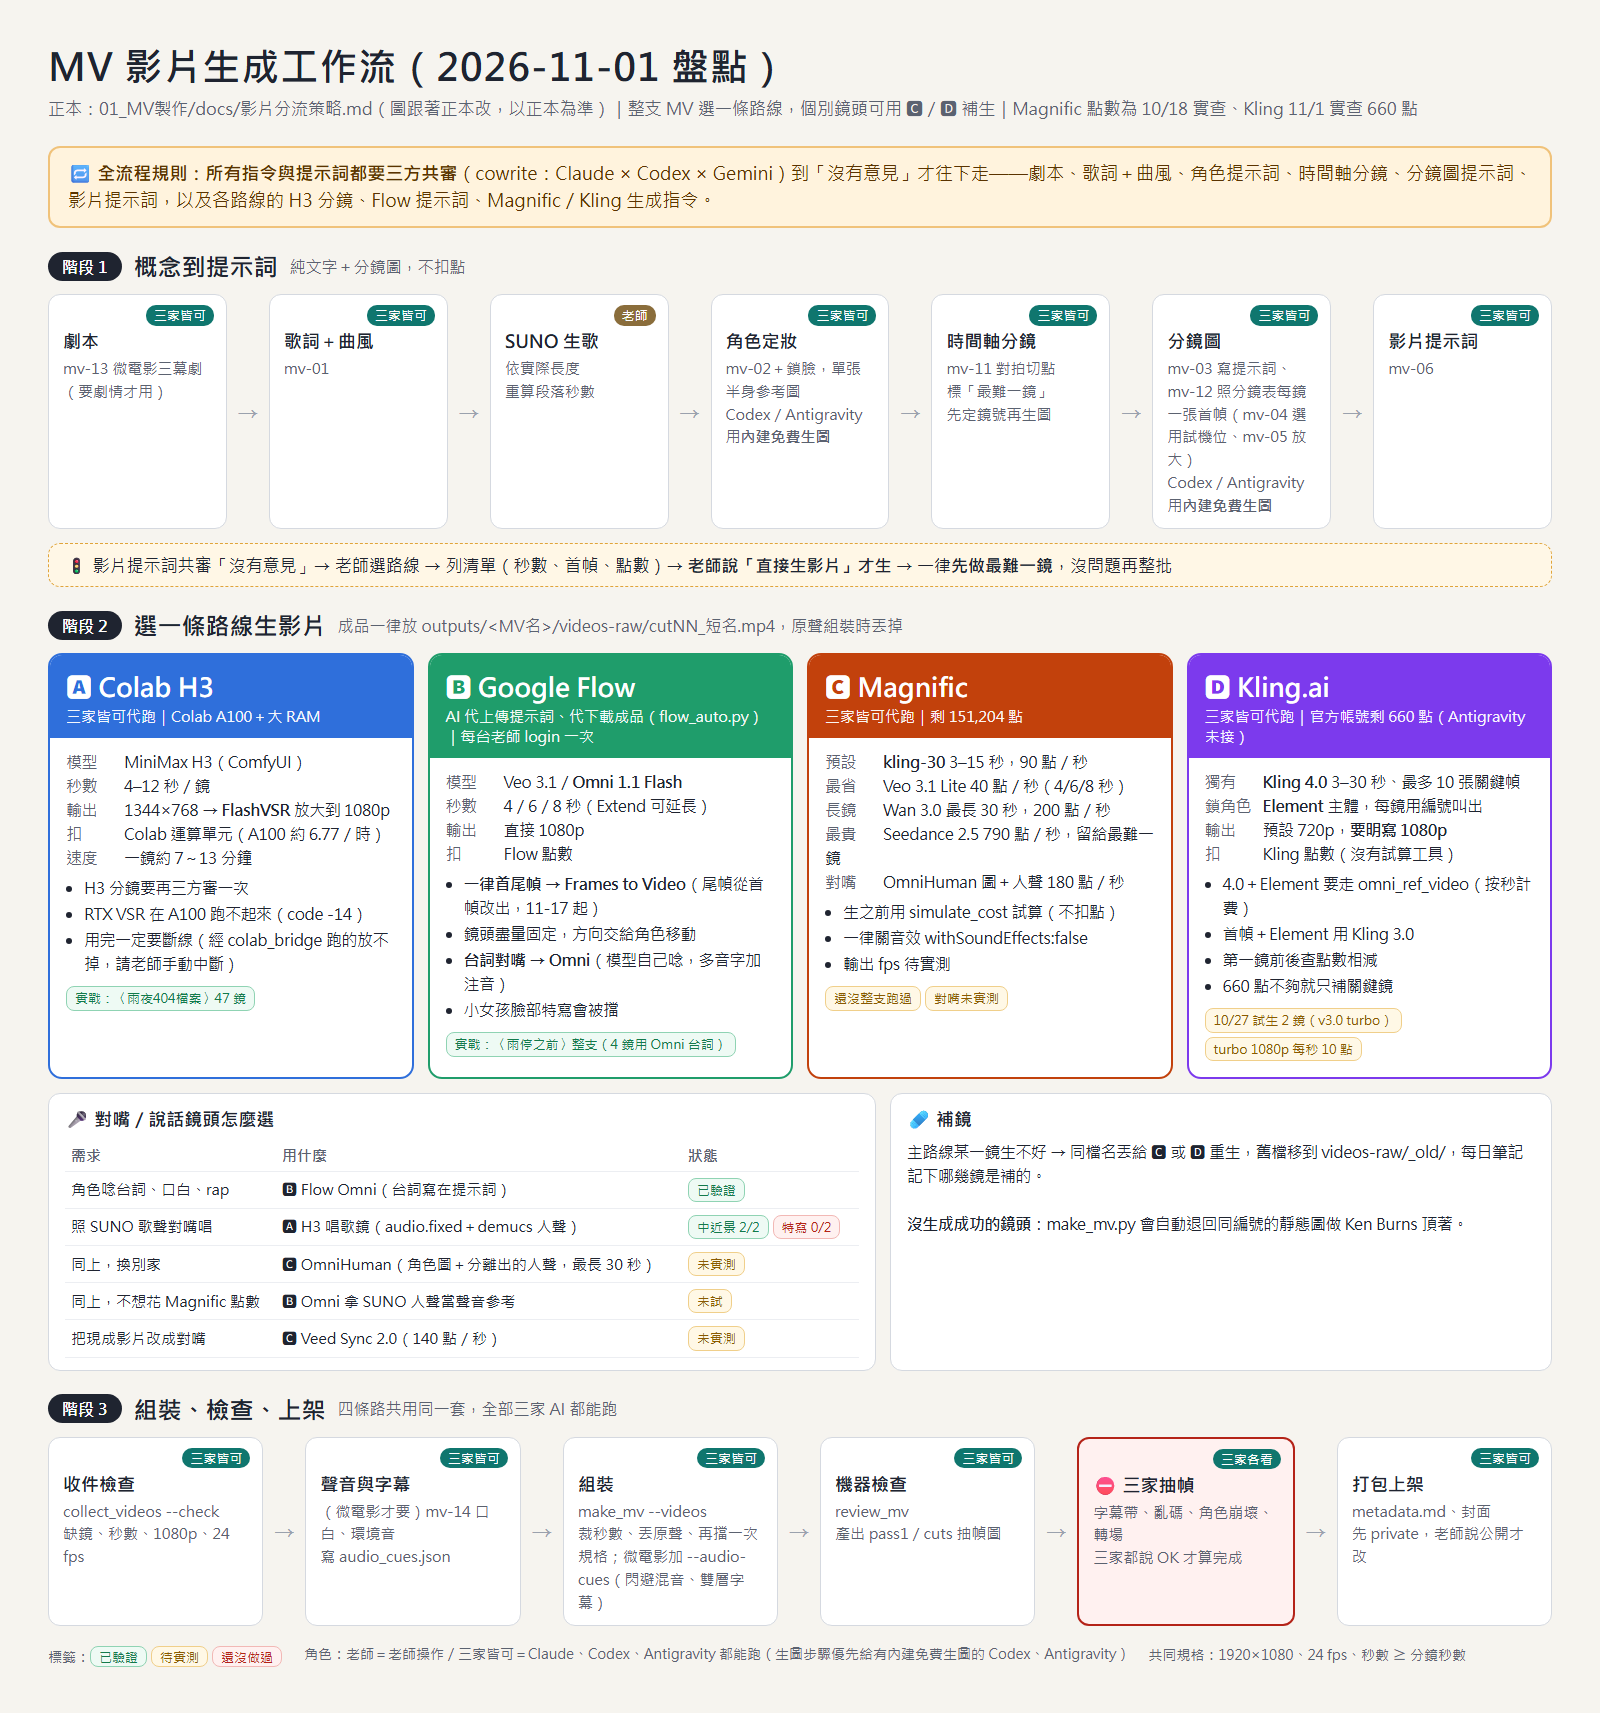 MV 影片生成工作流（2026-11-01 盤點）
正本：01_MV製作/docs/影片分流策略.md（圖跟著正本改，以正本為準）｜整支 MV 選一條路線，個別鏡頭可用 C / D 補生｜Magnific 點數為 10/18 實查、Kling 11/1 實查 660 點
全流程規則：所有指令與提示詞都要三方共審（cowrite：Claude × Codex × Gemini）到「沒有意見」才往下走——劇本、歌詞＋曲風、角色提示詞、時間軸分鏡、分鏡圖提示詞、
影片提示詞，以及各路線的 H3 分鏡、Flow 提示詞、Magnific / Kling 生成指令。
階段 1 概念到提示詞 純文字＋分鏡圖，不扣點
三家皆可
劇本
mv-13 微電影三幕劇
（要劇情才用）
→
三家皆可
歌詞＋曲風
mv-01
→
老師
SUNO 生歌
依實際長度
重算段落秒數
→
三家皆可
角色定妝
mv-02＋鎖臉，單張
半身參考圖
Codex / Antigravity
用內建免費生圖
→
三家皆可
時間軸分鏡
mv-11 對拍切點
標「最難一鏡」
先定鏡號再生圖
→
三家皆可
分鏡圖
mv-03 寫提示詞、
mv-12 照分鏡表每鏡
一張首幀（mv-04 選
用試機位、mv-05 放
大）
Codex / Antigravity
用內建免費生圖
→
三家皆可
影片提示詞
mv-06
影片提示詞共審「沒有意見」→ 老師選路線 → 列清單（秒數、首幀、點數）→ 老師說「直接生影片」才生 → 一律先做最難一鏡，沒問題再整批
階段 2 選一條路線生影片 成品一律放 outputs/<MV名>/videos-raw/cutNN_短名.mp4，原聲組裝時丟掉
A Colab H3
三家皆可代跑｜Colab A100＋大 RAM
模型 MiniMax H3（ComfyUI）
秒數 4–12 秒 / 鏡
輸出 1344×768 → FlashVSR 放大到 1080p
扣 Colab 運算單元（A100 約 6.77 / 時）
速度 一鏡約 7～13 分鐘
• H3 分鏡要再三方審一次
• RTX VSR 在 A100 跑不起來（code -14）
• 用完一定要斷線（經 colab_bridge 跑的放不
掉，請老師手動中斷）
實戰：〈雨夜404檔案〉47 鏡
B Google Flow
AI 代上傳提示詞、代下載成品（flow_auto.py）
｜每台老師 login 一次
模型 Veo 3.1 / Omni 1.1 Flash
秒數 4 / 6 / 8 秒（Extend 可延長）
輸出 直接 1080p
扣 Flow 點數
• 一律首尾幀 → Frames to Video（尾幀從首
幀改出，11-17 起）
• 鏡頭盡量固定，方向交給角色移動
• 台詞對嘴 → Omni（模型自己唸，多音字加
注音）
• 小女孩臉部特寫會被擋
實戰：〈雨停之前〉整支（4 鏡用 Omni 台詞）
C Magnific
三家皆可代跑｜剩 151,204 點
預設 kling-30 3–15 秒，90 點 / 秒
最省 Veo 3.1 Lite 40 點 / 秒（4/6/8 秒）
長鏡 Wan 3.0 最長 30 秒，200 點 / 秒
最貴 Seedance 2.5 790 點 / 秒，留給最難一
鏡
對嘴 OmniHuman 圖＋人聲 180 點 / 秒
• 生之前用 simulate_cost 試算（不扣點）
• 一律關音效 withSoundEffects:false
• 輸出 fps 待實測
還沒整支跑過 對嘴未實測
D Kling.ai
三家皆可代跑｜官方帳號剩 660 點（Antigravity
未接）
獨有 Kling 4.0 3–30 秒、最多 10 張關鍵幀
鎖角色 Element 主體，每鏡用編號叫出
輸出 預設 720p，要明寫 1080p
扣 Kling 點數（沒有試算工具）
• 4.0＋Element 要走 omni_ref_video（按秒計
費）
• 首幀＋Element 用 Kling 3.0
• 第一鏡前後查點數相減
• 660 點不夠就只補關鍵鏡
10/27 試生 2 鏡（v3.0 turbo）
turbo 1080p 每秒 10 點
對嘴 / 說話鏡頭怎麼選
需求 用什麼 狀態
角色唸台詞、口白、rap B Flow Omni（台詞寫在提示詞） 已驗證
照 SUNO 歌聲對嘴唱 A H3 唱歌鏡（audio.fixed＋demucs 人聲） 中近景 2/2 特寫 0/2
同上，換別家 C OmniHuman（角色圖＋分離出的人聲，最長 30 秒） 未實測
同上，不想花 Magnific 點數 B Omni 拿 SUNO 人聲當聲音參考 未試
把現成影片改成對嘴 C Veed Sync 2.0（140 點 / 秒） 未實測
補鏡
主路線某一鏡生不好 → 同檔名丟給 C 或 D 重生，舊檔移到 videos-raw/_old/，每日筆記
記下哪幾鏡是補的。
沒生成成功的鏡頭：make_mv.py 會自動退回同編號的靜態圖做 Ken Burns 頂著。
階段 3 組裝、檢查、上架 四條路共用同一套，全部三家 AI 都能跑
三家皆可
收件檢查
collect_videos --check
缺鏡、秒數、1080p、24
fps
→
三家皆可
聲音與字幕
（微電影才要）mv-14 口
白、環境音
寫 audio_cues.json
→
三家皆可
組裝
make_mv --videos
裁秒數、丟原聲、再擋一次
規格；微電影加 --audio-
cues（閃避混音、雙層字
幕）
→
三家皆可
機器檢查
review_mv
產出 pass1 / cuts 抽幀圖
→
三家各看
三家抽幀
字幕帶、亂碼、角色崩壞、
轉場
三家都說 OK 才算完成
→
三家皆可
打包上架
metadata.md、封面
先 private，老師說公開才
改
標籤：已驗證 待實測 還沒做過 角色：老師＝老師操作 / 三家皆可＝Claude、Codex、Antigravity 都能跑（生圖步驟優先給有內建免費生圖的 Codex、Antigravity） 共同規格：1920×1080、24 fps、秒數 ≥ 分鏡秒數